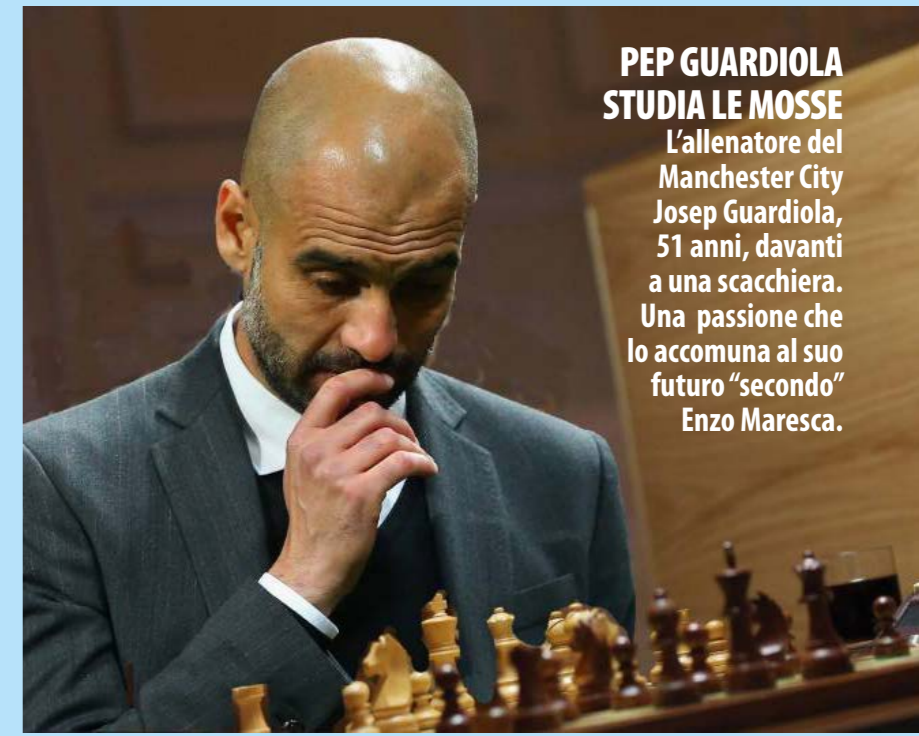 PEP GUARDIOLA
STUDIA LE MOSSE
L’allenatore del
Manchester City
Josep Guardiola,
51 anni, davanti
a una scacchiera.
Una passione che
lo accomuna al suo
futuro “secondo”
Enzo Maresca.